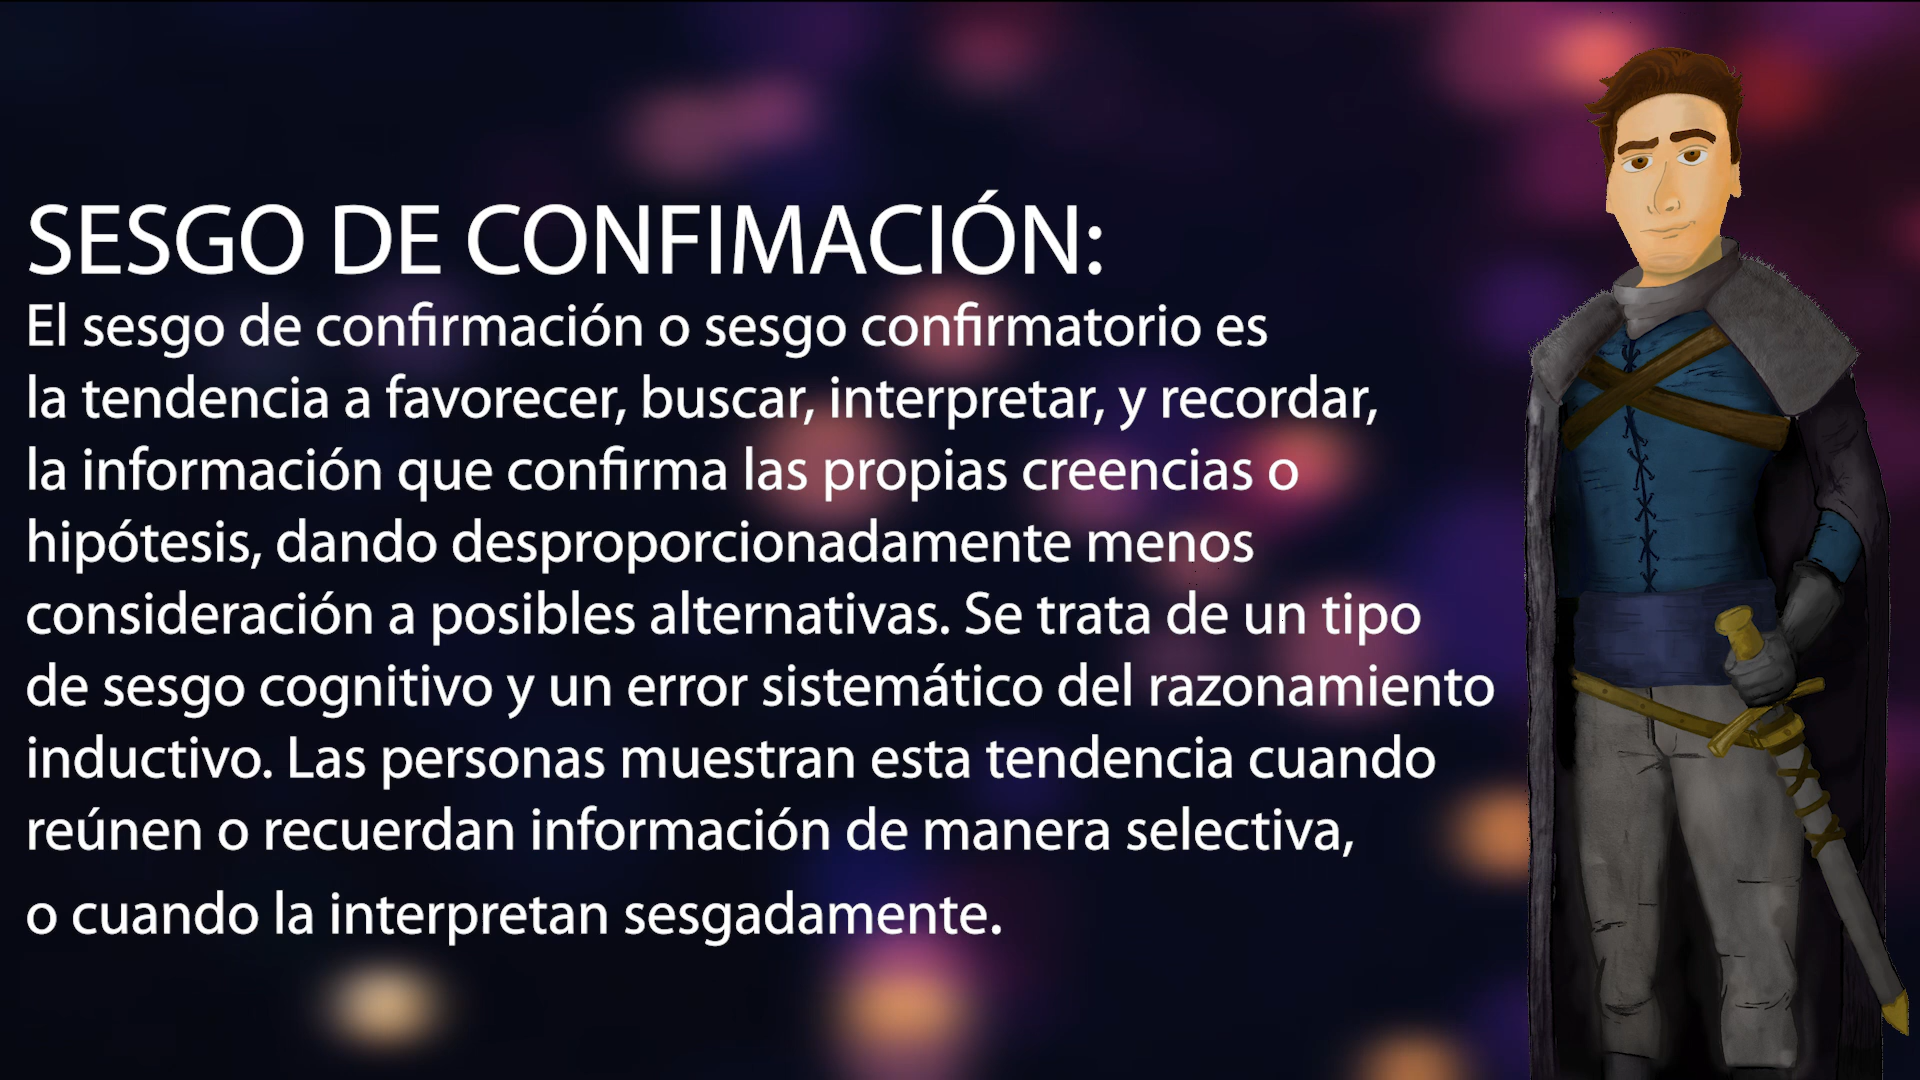 SESGO DE CONFIMACIÓN:
El sesgo de confirmación o sesgo confirmatorio es
la tendencia a favorecer, buscar, interpretar, y recordar,
la información que confirma las propias creencias o
hipótesis, dando desproporcionadamente menos
consideración a posibles alternativas. Se trata de un tipo
de sesgo cognitivo y un error sistemático del razonamiento
inductivo. Las personas muestran esta tendencia cuando
reúnen o recuerdan información de manera selectiva,
o cuando la interpretan sesgadamente.